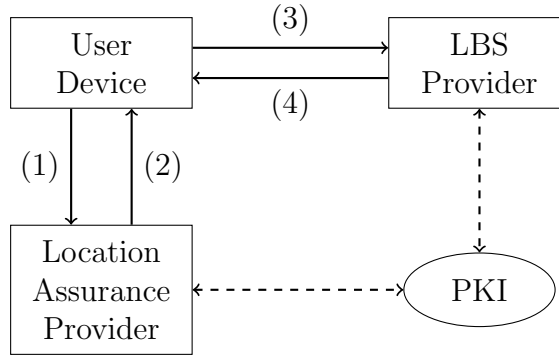 User
Device
(3)
(4)
LBS
Provider
(1)
(2)
Location
Assurance
Provider
PKI